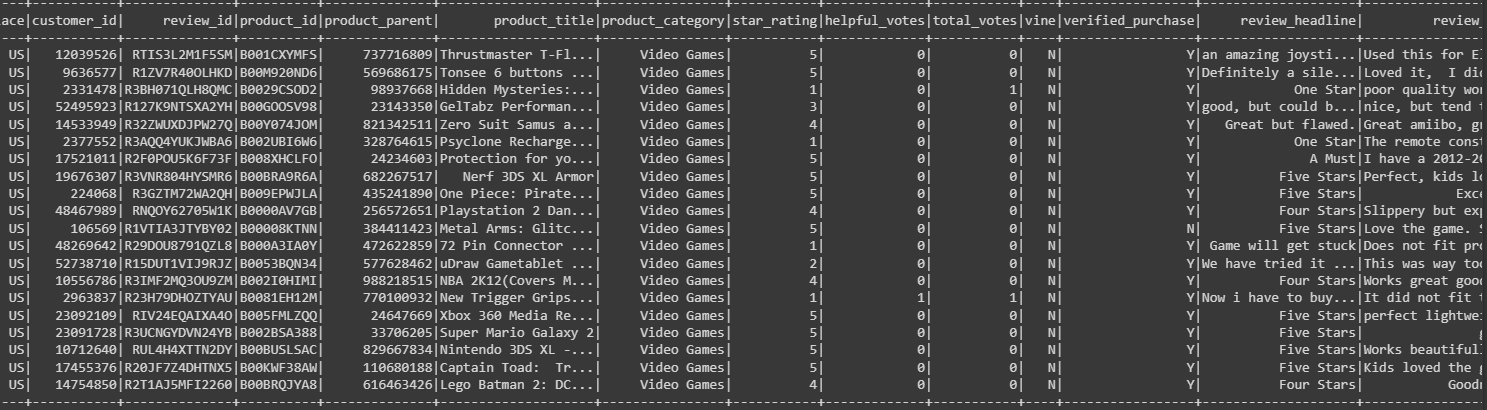 ace|customer_id| review_id|product_id|product_parent| product_title|product_category|star_rating|helpful_votes|total_votes|vine|verified_purchase| review_headline| review_
US| 12039526| RTIS3L2M1F5SM|B001CXYMFS| 737716809|Thrustmaster T-Fl...| Video Games| 5| 0| 0| N| Y|an amazing joysti...|Used this for El
US| 9636577| R1ZV7R40OLHKD|B00M920ND6| 569686175|Tonsee 6 buttons ...| Video Games| 5| 0| 0| N| Y|Definitely a sile...|Loved it, I did
US| 2331478|R3BH071QLH8QMC|B0029CSOD2| 98937668|Hidden Mysteries:...| Video Games| 1| 0| 1| N| Y| One Star|poor quality wor
US| 52495923|R127K9NTSXA2YH|B00GOOSV98| 23143350|GelTabz Performan...| Video Games| 3| 0| 0| N| Y|good, but could b...|nice, but tend t
US| 14533949|R32ZWUXDJPW27Q|B00Y074JOM| 821342511|Zero Suit Samus a...| Video Games| 4| 0| 0| N| Y| Great but flawed.|Great amiibo, gr
US| 2377552|R3AQQ4YUKJWBA6|B002UBI6W6| 328764615|Psyclone Recharge...| Video Games| 1| 0| 0| N| Y| One Star|The remote const
US| 17521011|R2F0POU5K6F73F|B008XHCLFO| 24234603|Protection for yo...| Video Games| 5| 0| 0| N| Y| A Must|I have a 2012-20
US| 19676307|R3VNR804HYSMR6|B00BRA9R6A| 682267517| Nerf 3DS XL Armor| Video Games| 5| 0| 0| N| Y| Five Stars|Perfect, kids lo
US| 224068| R3GZTM72WA2QH|B009EPWJLA| 435241890|One Piece: Pirate...| Video Games| 5| 0| 0| N| Y| Five Stars| Exce
US| 48467989| RNQOY62705W1K|B0000AV7GB| 256572651|Playstation 2 Dan...| Video Games| 4| 0| 0| N| Y| Four Stars|Slippery but exp
US| 106569|R1VTIA3JTYBY02|B00008KTNN| 384411423|Metal Arms: Glitc...| Video Games| 5| 0| 0| N| N| Five Stars|Love the game. S
US| 48269642|R29DOU8791QZL8|B000A3IA0Y| 472622859|72 Pin Connector ...| Video Games| 1| 0| 0| N| Y| Game will get stuck|Does not fit pro
US| 52738710|R15DUT1VIJ9RJZ|B0053BQN34| 577628462|uDraw Gametablet ...| Video Games| 2| 0| 0| N| Y|We have tried it ...|This was way too
US| 10556786|R3IMF2MQ3OU9ZM|B002I0HIMI| 988218515|NBA 2K12(Covers M...| Video Games| 4| 0| 0| N| Y| Four Stars|Works great good
US| 2963837|R23H79DHOZTYAU|B0081EH12M| 770100932|New Trigger Grips...| Video Games| 1| 1| 1| N| Y|Now i have to buy...|It did not fit t
US| 23092109| RIV24EQAIXA4O|B005FMLZQQ| 24647669|Xbox 360 Media Re...| Video Games| 5| 0| 0| N| Y| Five Stars|perfect lightwei
US| 23091728|R3UCNGYDVN24YB|B002BSA388| 33706205|Super Mario Galaxy 2| Video Games| 5| 0| 0| N| Y| Five Stars| g
US| 10712640| RUL4H4XTTN2DY|B00BUSLSAC| 829667834|Nintendo 3DS XL -...| Video Games| 5| 0| 0| N| Y| Five Stars|Works beautifull
US| 17455376|R20JF7Z4DHTNX5|B00KWF38AW| 110680188|Captain Toad: Tr...| Video Games| 5| 0| 0| N| Y| Five Stars|Kids loved the g
US| 14754850|R2T1AJ5MFI2260|B00BRQJYA8| 616463426|Lego Batman 2: DC...| Video Games| 4| 0| 0| N| Y| Four Stars| Good